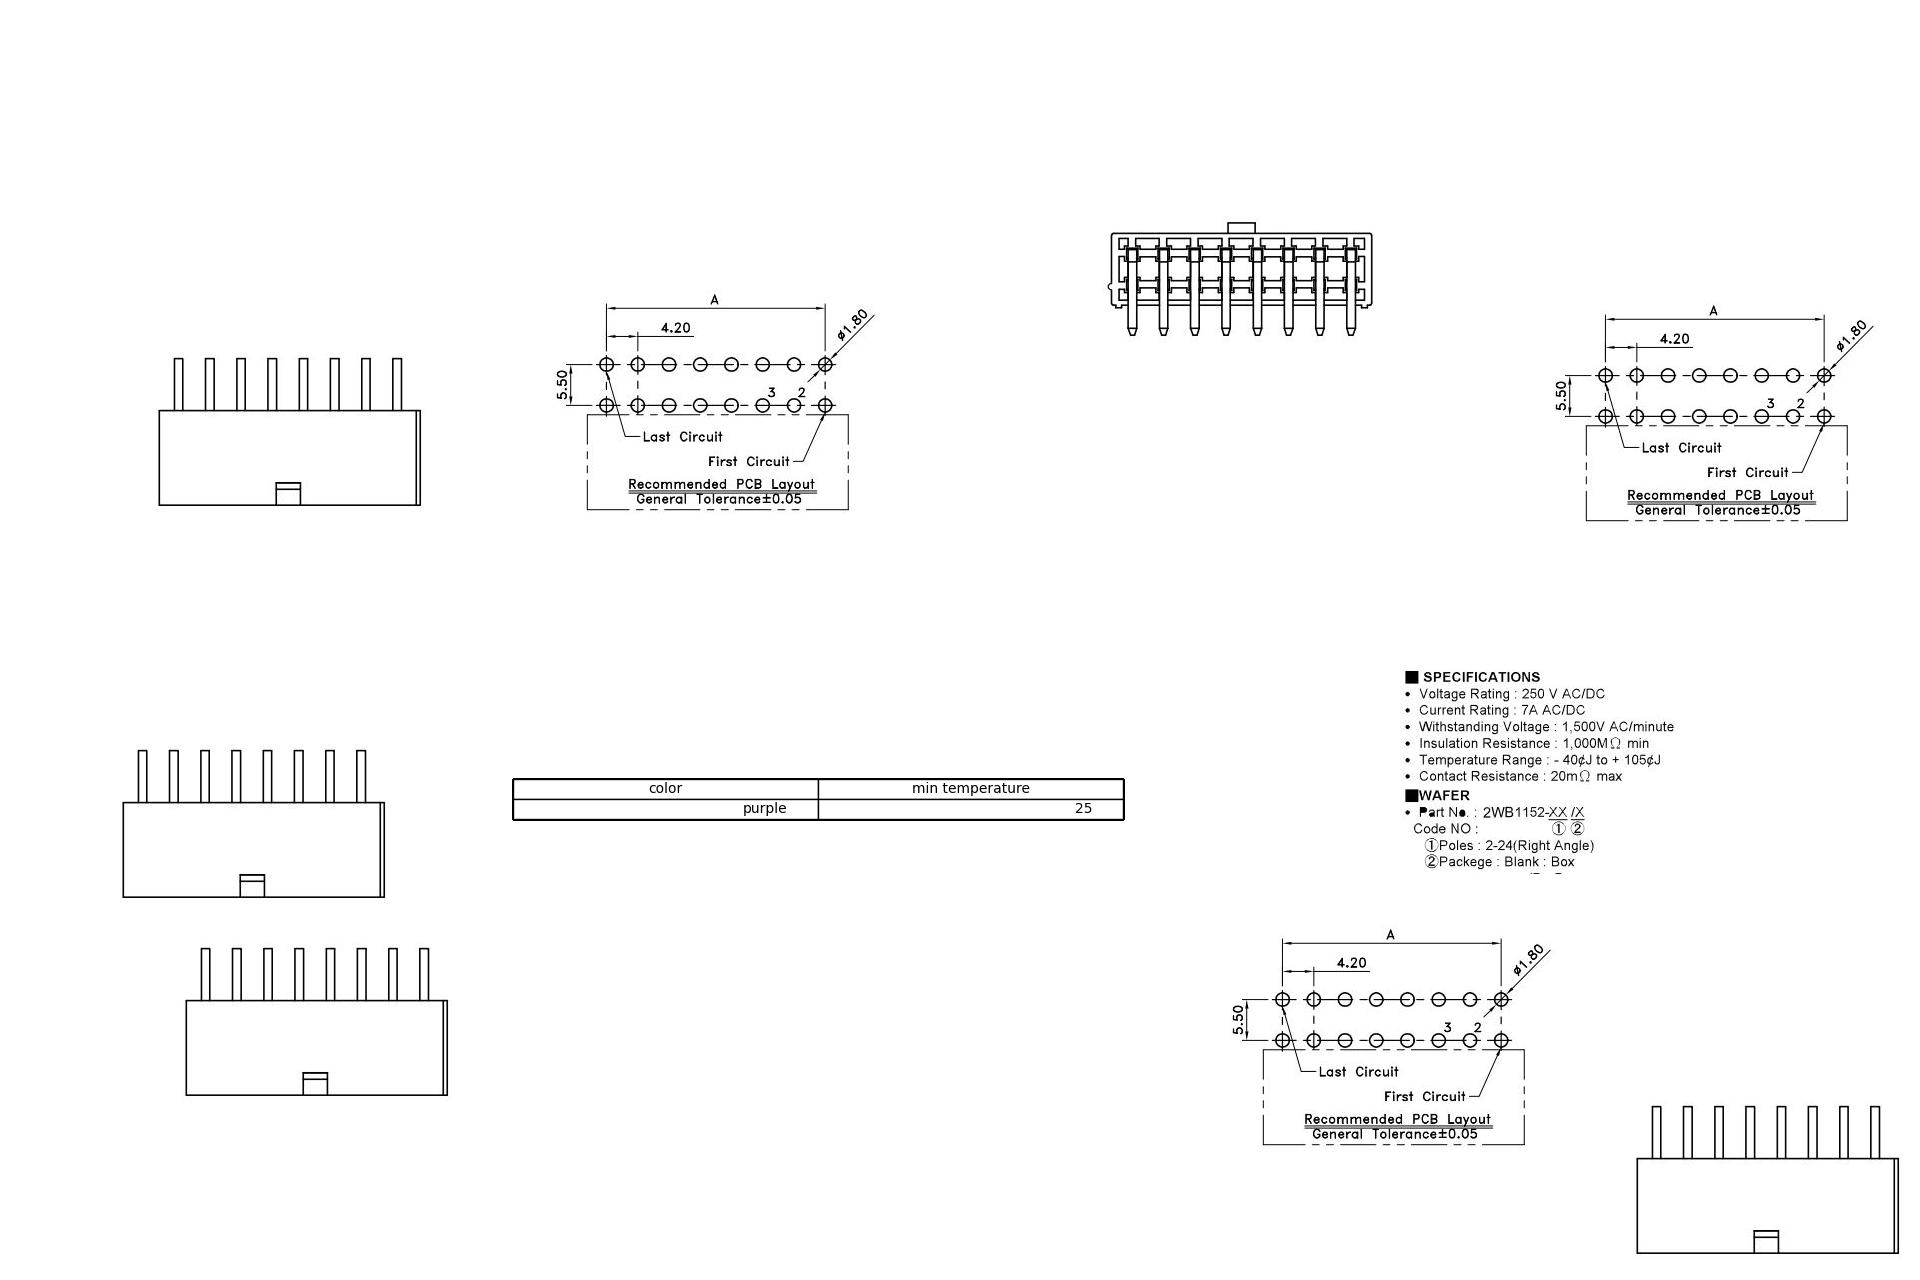 A
4.20
ø1.80
5.50
3 2
Last Circuit
First Circuit
Recommended PCB Layout
General Tolerance±0.05
A
4.20
ø1.80
5.50
3 2
Last Circuit
First Circuit
Recommended PCB Layout
General Tolerance±0.05
■ SPECIFICATIONS
• Voltage Rating : 250 V AC/DC
• Current Rating : 7A AC/DC
• Withstanding Voltage : 1,500V AC/minute
• Insulation Resistance : 1,000MΩ min
• Temperature Range : - 40¢J to + 105¢J
• Contact Resistance : 20mΩ max
■WAFER
• Part No. : 2WB1152-XX /X
Code NO : ① ②
①Poles : 2-24(Right Angle)
②Packege : Blank : Box
color min temperature
purple 25
A
4.20
ø1.80
5.50
3 2
Last Circuit
First Circuit
Recommended PCB Layout
General Tolerance±0.05